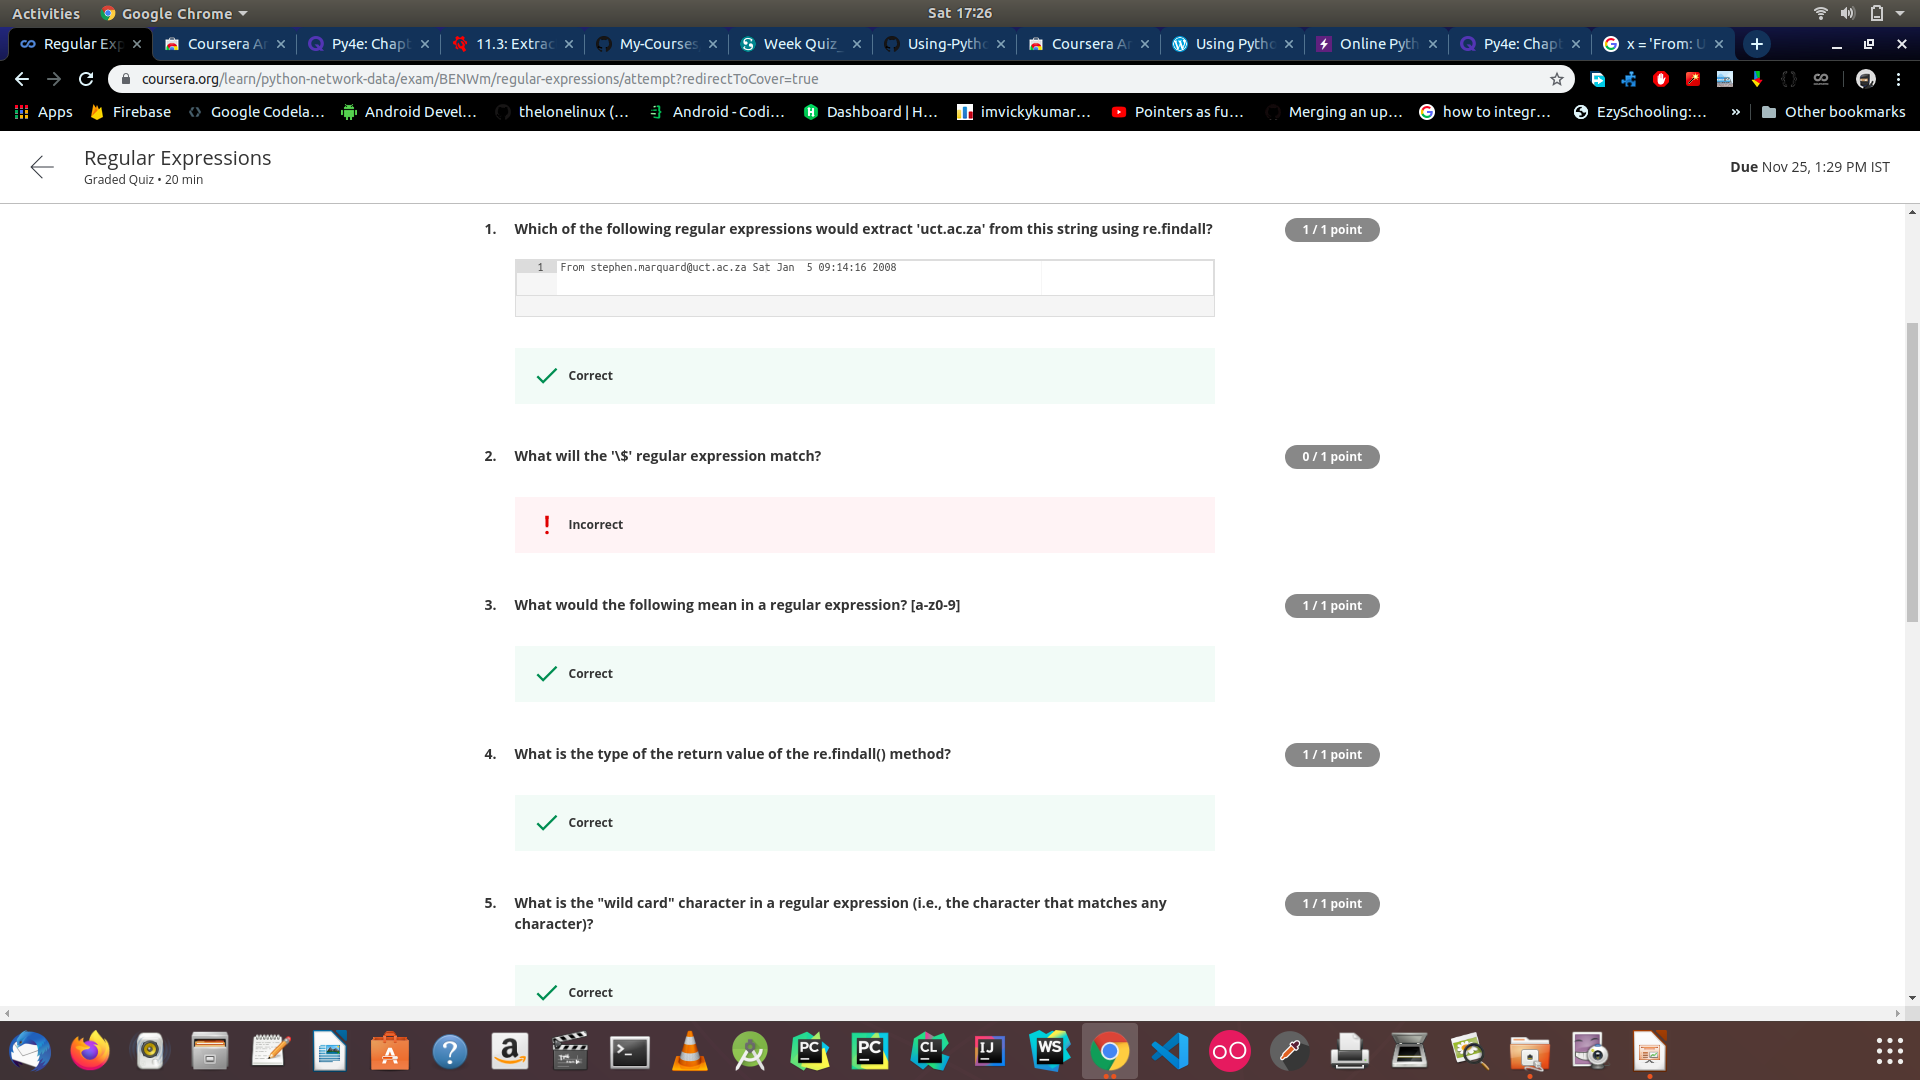 Activities Google Chrome Sat 17:26
Regular Exp Coursera An Py4e: Chapt 11.3: Extrac My-Courses Week Quiz_ Using-Pytho Coursera An Using Pytho Online Pyth Py4e: Chapt x = 'From: U
coursera.org/learn/python-network-data/exam/BENWm/regular-expressions/attempt?redirectToCover=true
Apps Firebase Google Codela... Android Devel... thelonelinux (... Android - Codi... Dashboard | H... imvickykumar... Pointers as fu... Merging an up... how to integr... EzySchooling:... » Other bookmarks
Regular Expressions
Graded Quiz • 20 min
Due Nov 25, 1:29 PM IST
1. Which of the following regular expressions would extract 'uct.ac.za' from this string using re.findall? 1 / 1 point
1 From stephen.marquard@uct.ac.za Sat Jan  5 09:14:16 2008
Correct
2. What will the '\$' regular expression match? 0 / 1 point
! Incorrect
3. What would the following mean in a regular expression? [a-z0-9] 1 / 1 point
Correct
4. What is the type of the return value of the re.findall() method? 1 / 1 point
Correct
5. What is the "wild card" character in a regular expression (i.e., the character that matches any 1 / 1 point
character)?
Correct